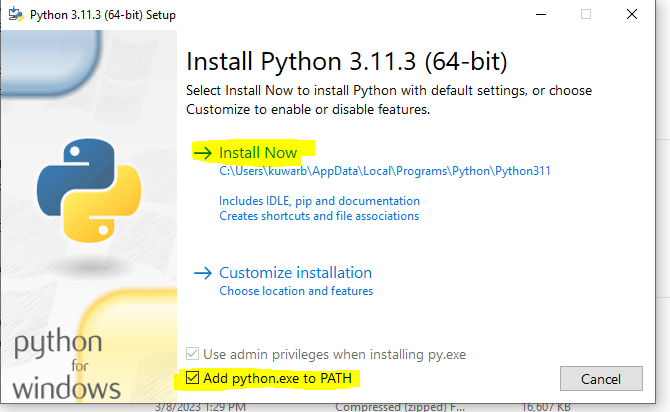 Python 3.11.3 (64-bit) Setup
Install Python 3.11.3 (64-bit)
Select Install Now to install Python with default settings, or choose
Customize to enable or disable features.
Install Now
C:\Users\kuwarb\AppData\Local\Programs\Python\Python311
Includes IDLE, pip and documentation
Creates shortcuts and file associations
Customize installation
Choose location and features
python
for
windows
Use admin privileges when installing py.exe
Add python.exe to PATH
Cancel
3/8/2023 1:29 PM Compressed (zipped) F... 16,607 KB